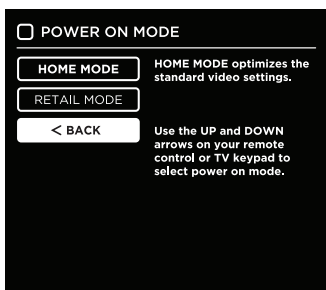 POWER ON MODE
HOME MODE
HOME MODE optimizes the
standard video settings.
RETAIL MODE
< BACK
Use the UP and DOWN
arrows on your remote
control or TV keypad to
select power on mode.